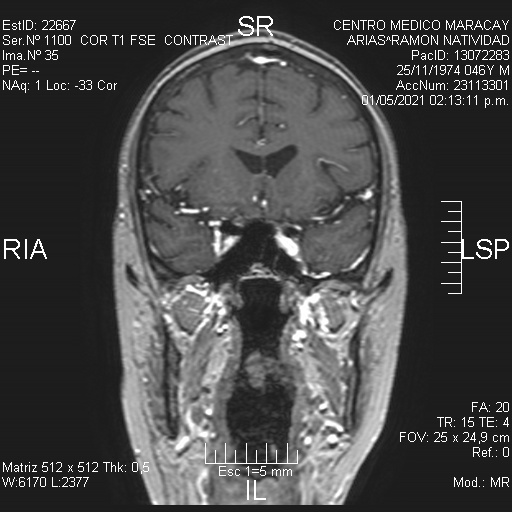 EstID: 22667
Ser.Nº 1100 COR T1 FSE CONTRAST
Ima.Nº 35
PE= --
NAq: 1 Loc: -33 Cor
SR
CENTRO MEDICO MARACAY
ARIAS^RAMON NATIVIDAD
PacID: 13072283
25/11/1974 046Y M
AccNum: 23113301
01/05/2021 02:13:11 p.m.
RIA
LSP
FA: 20
TR: 15 TE: 4
FOV: 25 x 24,9 cm
Ref.: 0
Mod.: MR
Matriz 512 x 512 Thk: 0,5
W:6170 L:2377
Esc 1=5 mm
IL